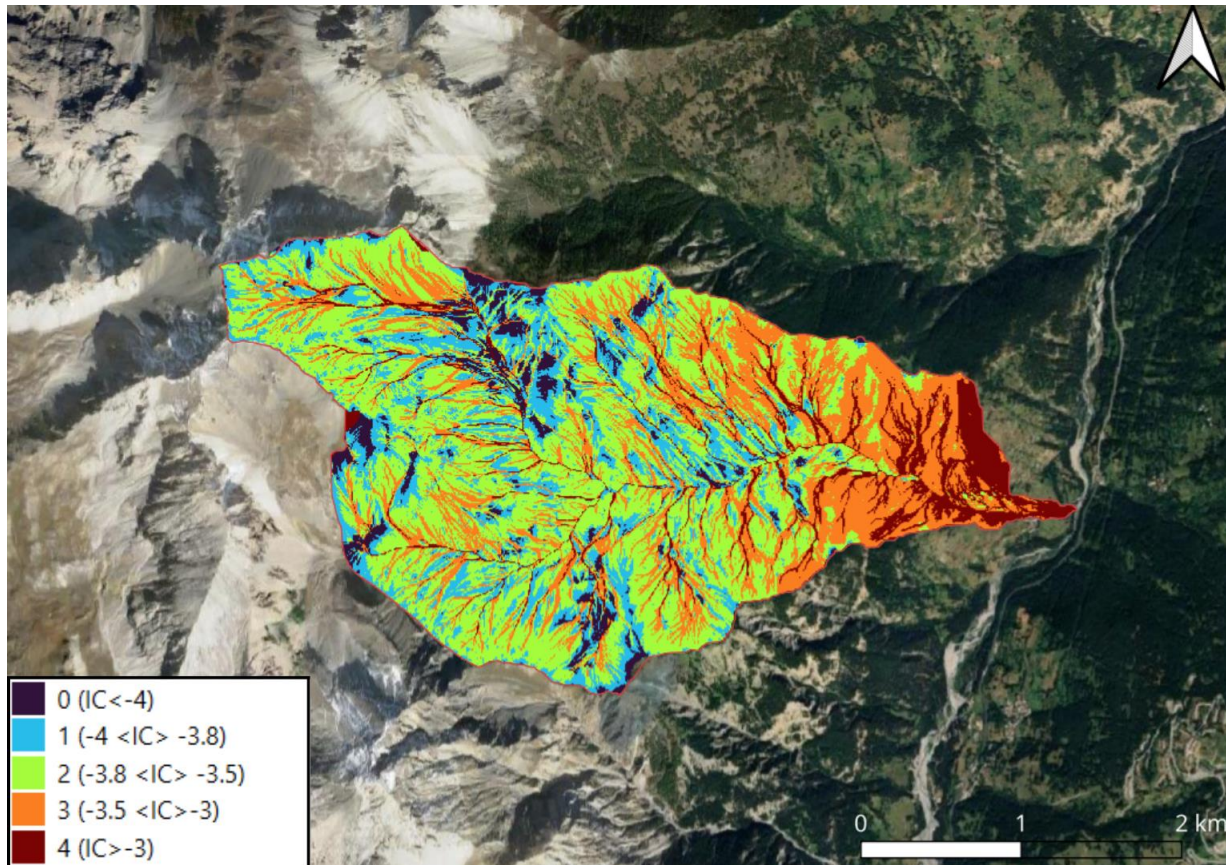 0 (IC<-4)
1 (-4 <IC> -3.8)
2 (-3.8 <IC> -3.5)
3 (-3.5 <IC>-3)
4 (IC>-3)
0 1 2 km